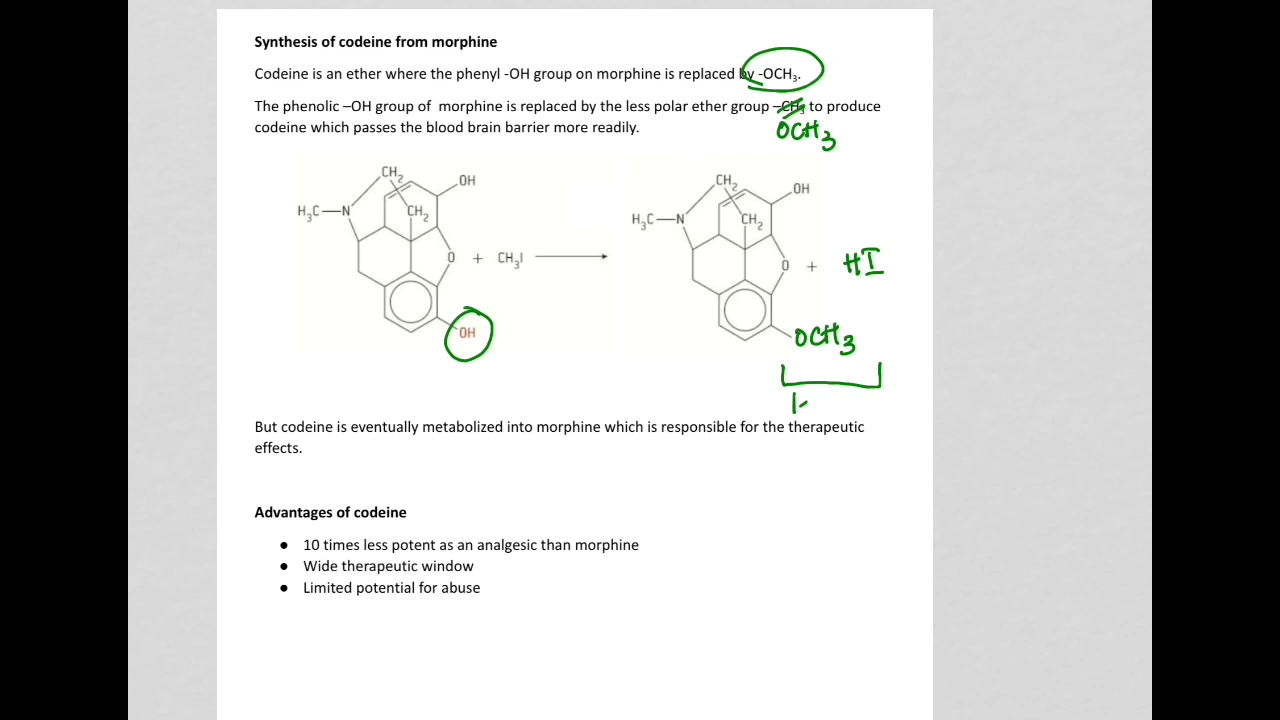 Synthesis of codeine from morphine
Codeine is an ether where the phenyl -OH group on morphine is replaced by -OCH₃.
The phenolic –OH group of morphine is replaced by the less polar ether group –CH₃ to produce
OCH₃
codeine which passes the blood brain barrier more readily.
CH₂ OH
H₃C—N CH₂
O + CH₃I
OH
CH₂ OH
H₃C—N CH₂
O + HI
OCH₃
But codeine is eventually metabolized into morphine which is responsible for the therapeutic
effects.
Advantages of codeine
● 10 times less potent as an analgesic than morphine
● Wide therapeutic window
● Limited potential for abuse